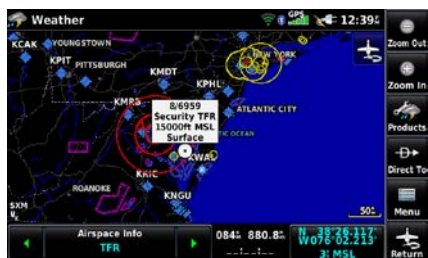 Weather
GPS
12:39
Zoom Out
Zoom In
Products
Direct To
Menu
Return
KCAK
YOUNGSTOWN
KPIT
PITTSBURGH
KMDT
KPHL
NEW YORK
KMRB
ATLANTIC CITY
8/6959
Security TFR
15000ft MSL
Surface
OCEAN
KWAL
KRIC
ROANOKE
KNGU
SXM
50
Airspace Info
TFR
084° 880.8
N 38°26.117'
W076°02.213'
3' MSL